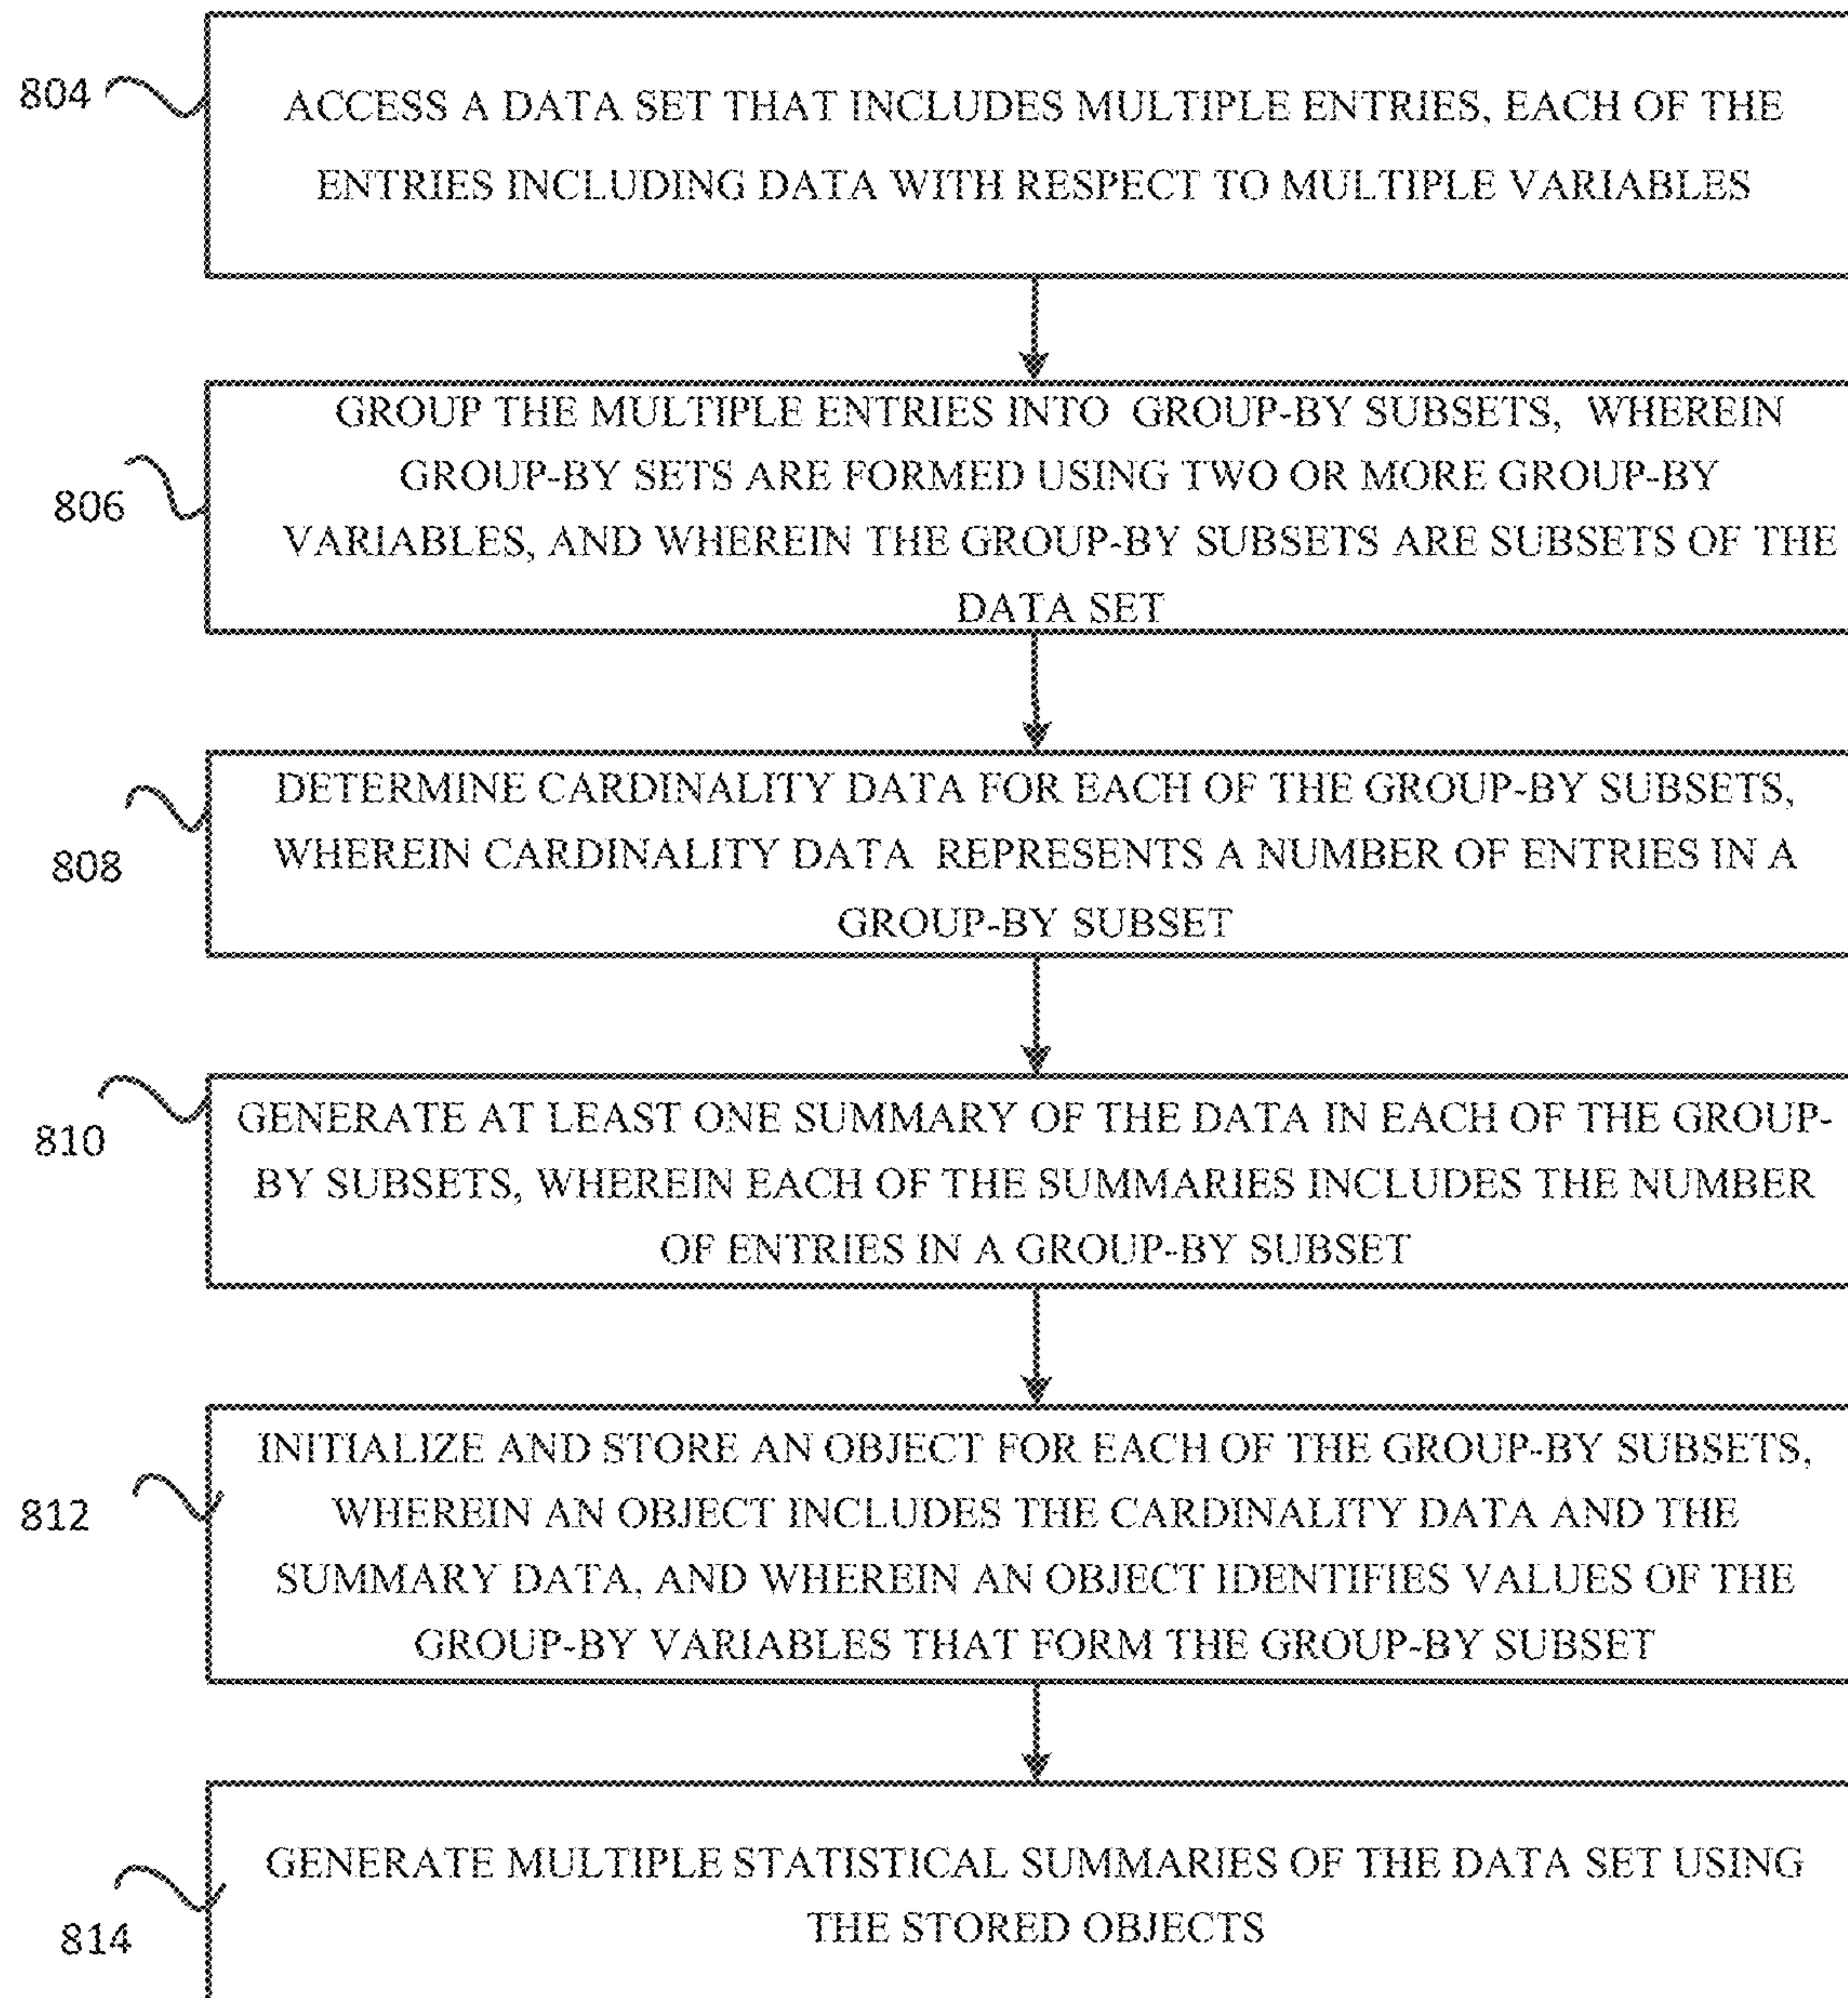 804
ACCESS A DATA SET THAT INCLUDES MULTIPLE ENTRIES, EACH OF THE
ENTRIES INCLUDING DATA WITH RESPECT TO MULTIPLE VARIABLES
806
GROUP THE MULTIPLE ENTRIES INTO GROUP-BY SUBSETS, WHEREIN
GROUP-BY SETS ARE FORMED USING TWO OR MORE GROUP-BY
VARIABLES, AND WHEREIN THE GROUP-BY SUBSETS ARE SUBSETS OF THE
DATA SET
808
DETERMINE CARDINALITY DATA FOR EACH OF THE GROUP-BY SUBSETS,
WHEREIN CARDINALITY DATA REPRESENTS A NUMBER OF ENTRIES IN A
GROUP-BY SUBSET
810
GENERATE AT LEAST ONE SUMMARY OF THE DATA IN EACH OF THE GROUP-
BY SUBSETS, WHEREIN EACH OF THE SUMMARIES INCLUDES THE NUMBER
OF ENTRIES IN A GROUP-BY SUBSET
812
INITIALIZE AND STORE AN OBJECT FOR EACH OF THE GROUP-BY SUBSETS,
WHEREIN AN OBJECT INCLUDES THE CARDINALITY DATA AND THE
SUMMARY DATA, AND WHEREIN AN OBJECT IDENTIFIES VALUES OF THE
GROUP-BY VARIABLES THAT FORM THE GROUP-BY SUBSET
814
GENERATE MULTIPLE STATISTICAL SUMMARIES OF THE DATA SET USING
THE STORED OBJECTS